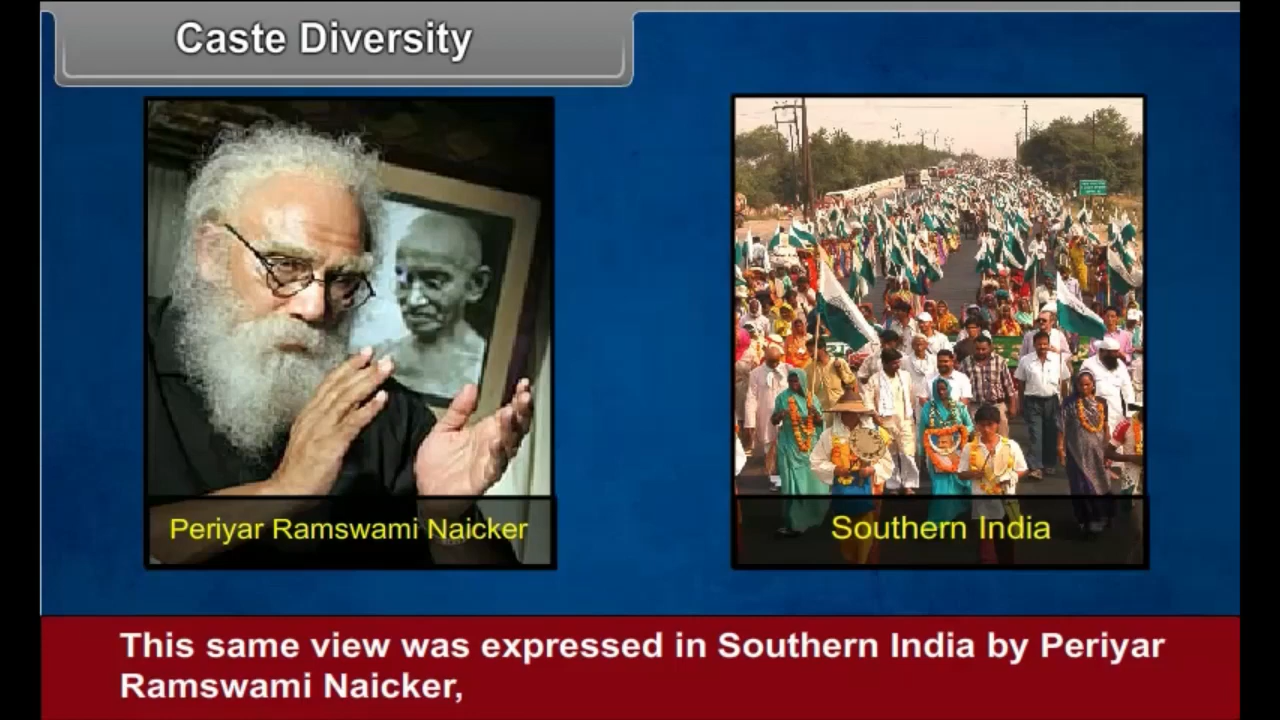 Caste Diversity
Periyar Ramswami Naicker
Southern India
This same view was expressed in Southern India by Periyar
Ramswami Naicker,